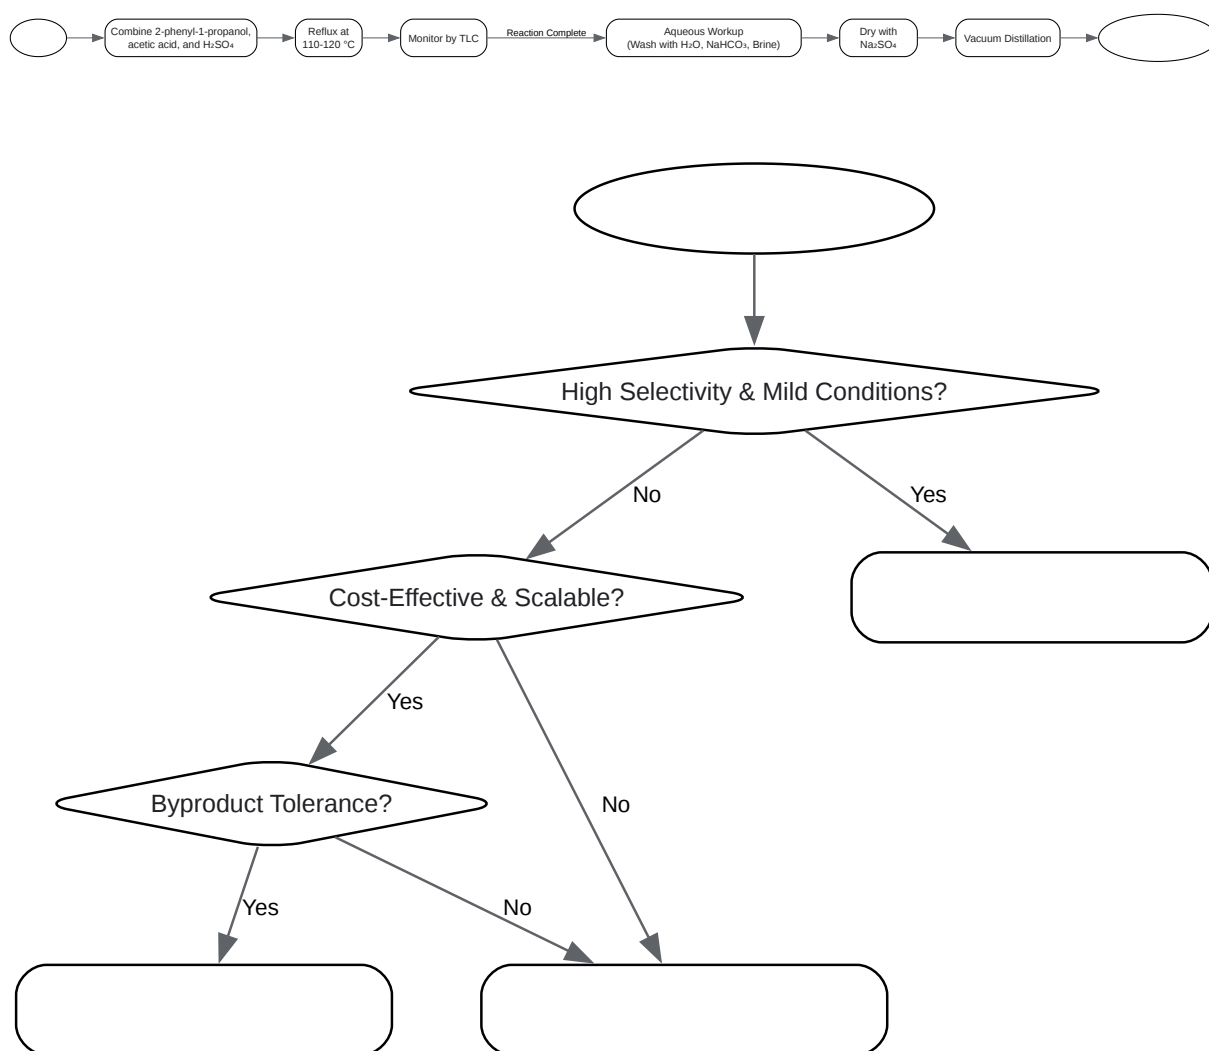 Combine 2-phenyl-1-propanol,
acetic acid, and H₂SO₄
Reflux at
110-120 °C
Monitor by TLC
Reaction Complete
Aqueous Workup
(Wash with H₂O, NaHCO₃, Brine)
Dry with
Na₂SO₄
Vacuum Distillation
High Selectivity & Mild Conditions?
No
Yes
Cost-Effective & Scalable?
Yes
No
Byproduct Tolerance?
Yes
No